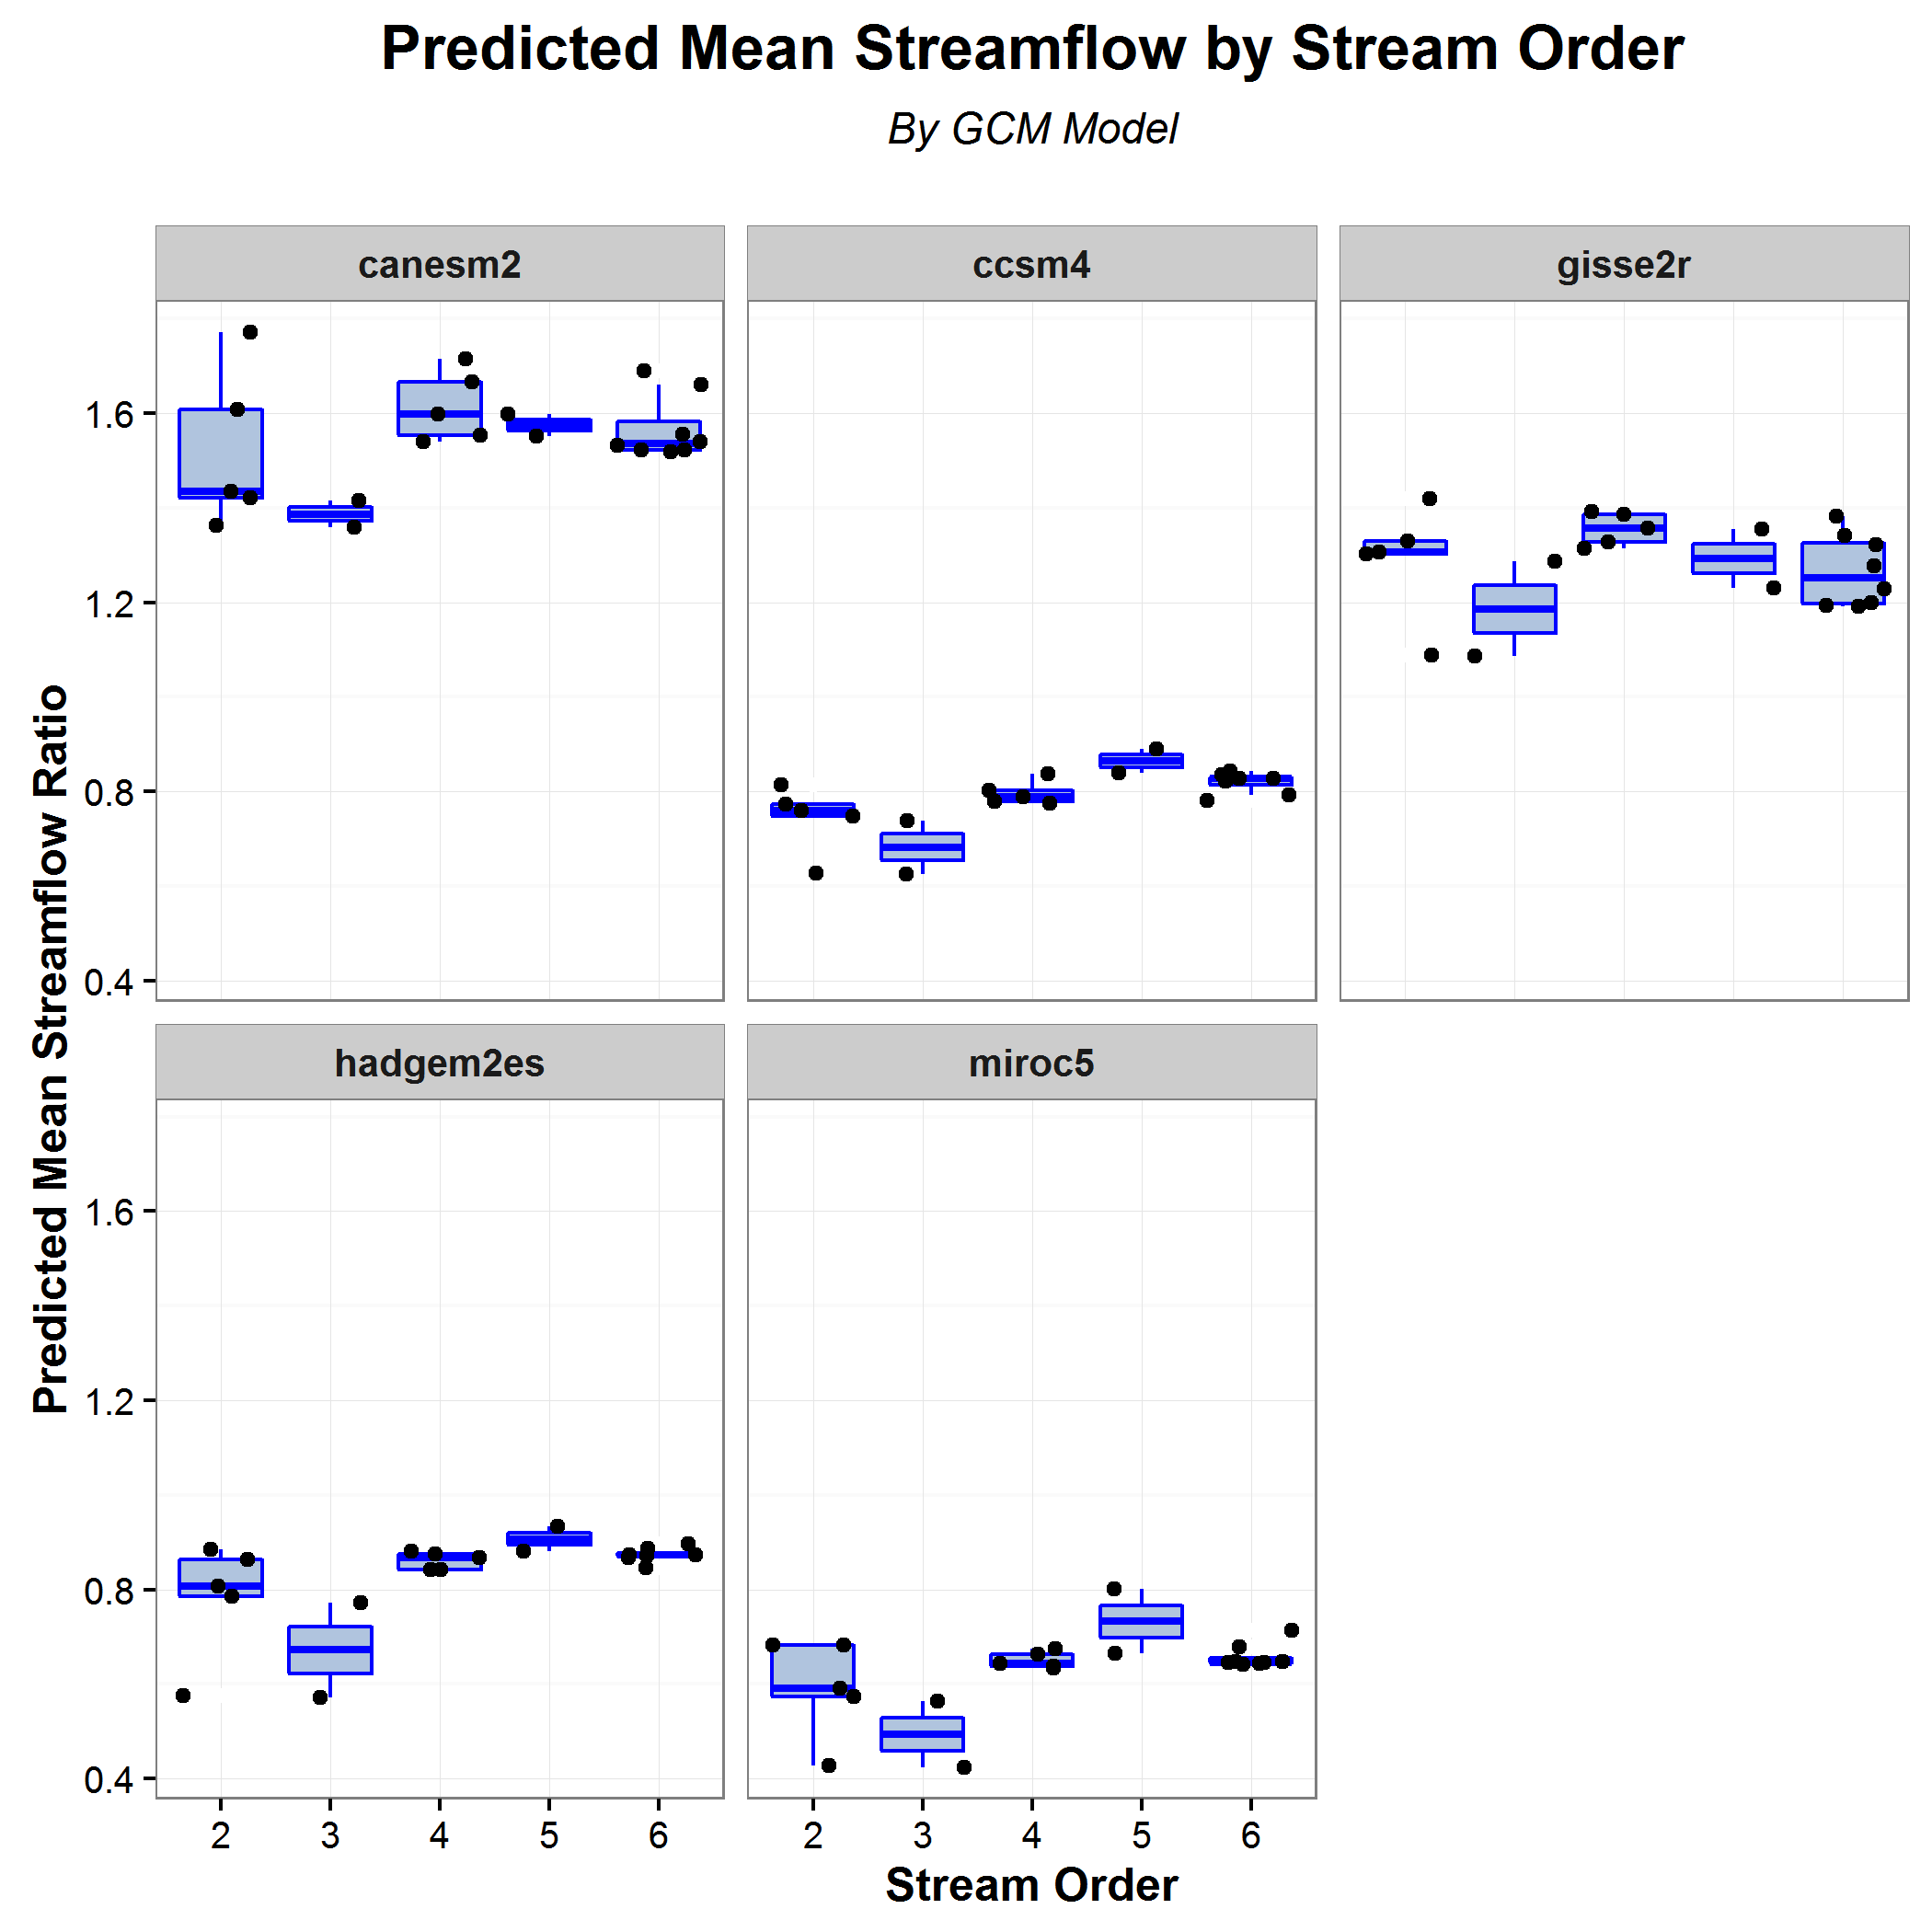 Predicted Mean Streamflow by Stream Order
By GCM Model
canesm2
ccsm4
gisse2r
1.6
1.2
0.8
0.4
Predicted Mean Streamflow Ratio
hadgem2es
miroc5
1.6
1.2
0.8
0.4
2 3 4 5 6
2 3 4 5 6
Stream Order